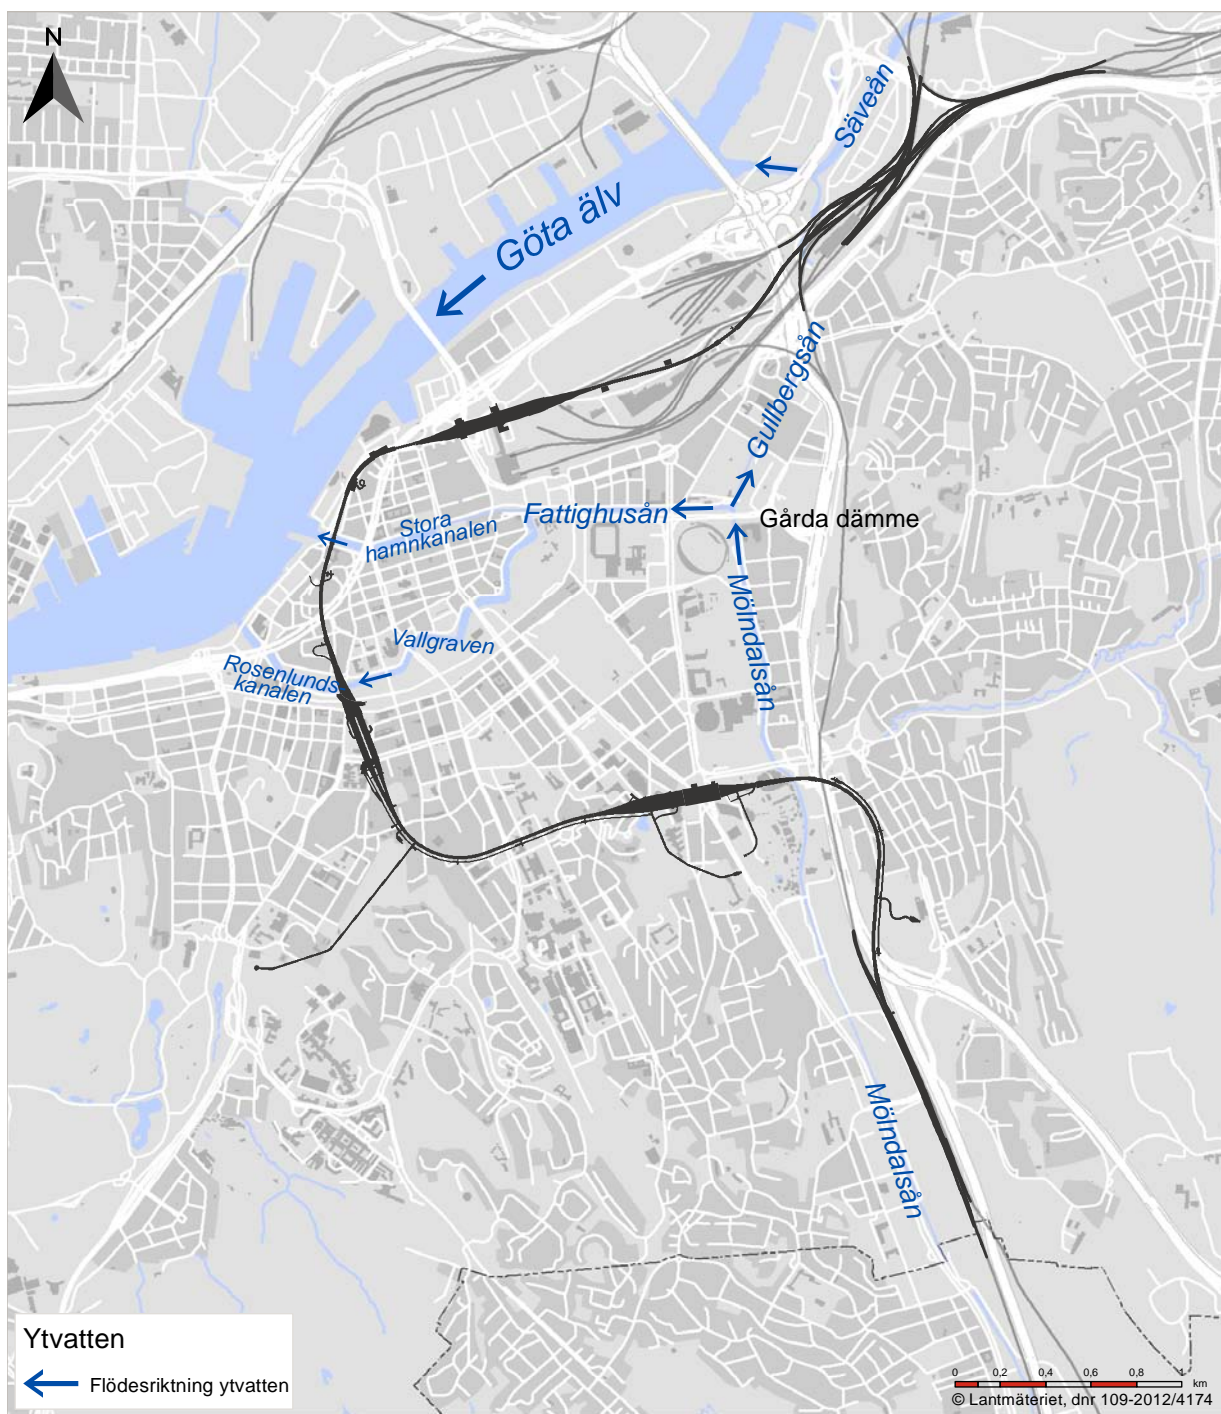 N
Säveån
Göta älv
Gullbergsån
Fattighusån
Gårda dämme
Stora
hamnkanalen
Mölndalsån
Vallgraven
Rosenlunds-
kanalen
Mölndalsån
Ytvatten
Flödesriktning ytvatten
0 0,2 0,4 0,6 0,8 1
km
© Lantmäteriet, dnr 109-2012/4174